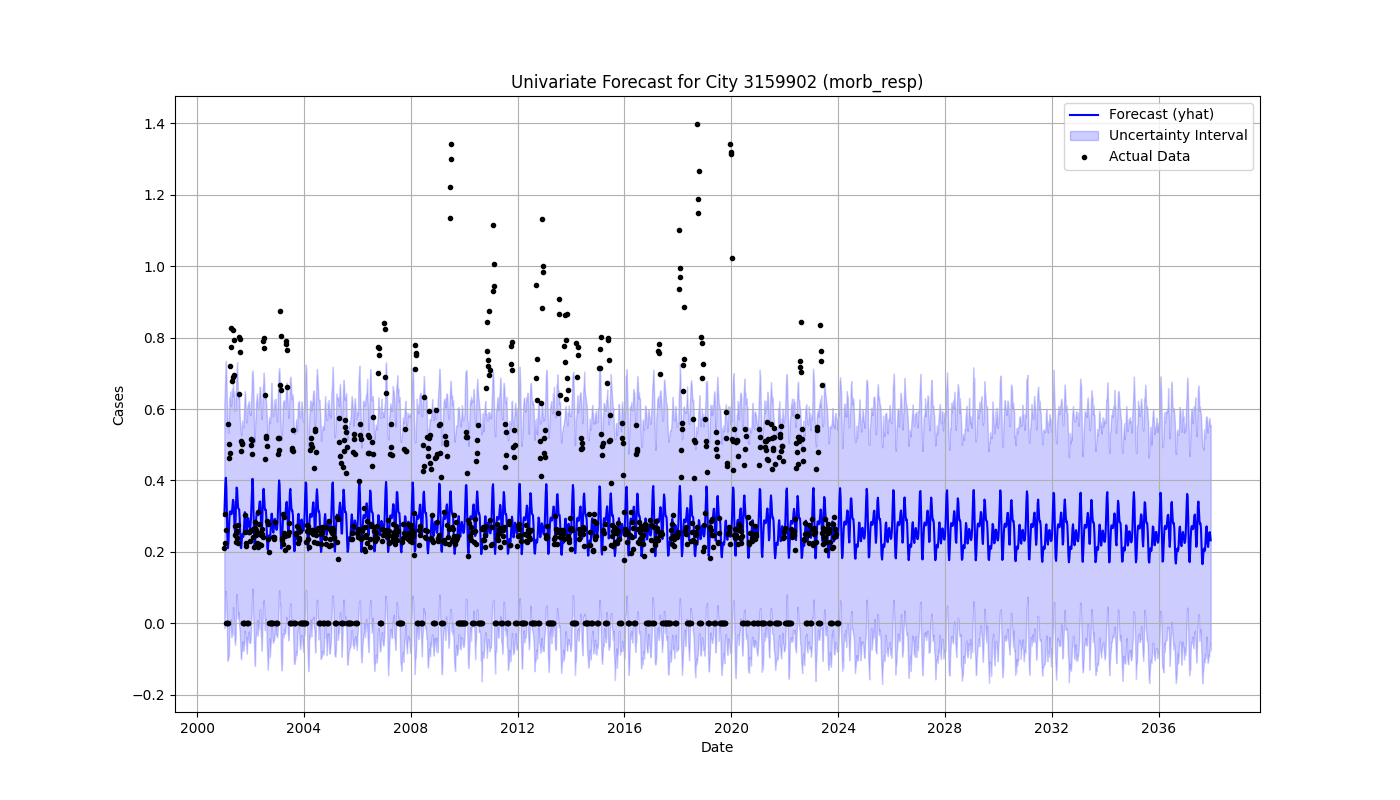 Univariate Forecast for City 3159902 (morb_resp)
Forecast (yhat)
Uncertainty Interval
Actual Data
Cases
1.4
1.2
1.0
0.8
0.6
0.4
0.2
0.0
−0.2
2000 2004 2008 2012 2016 2020 2024 2028 2032 2036
Date